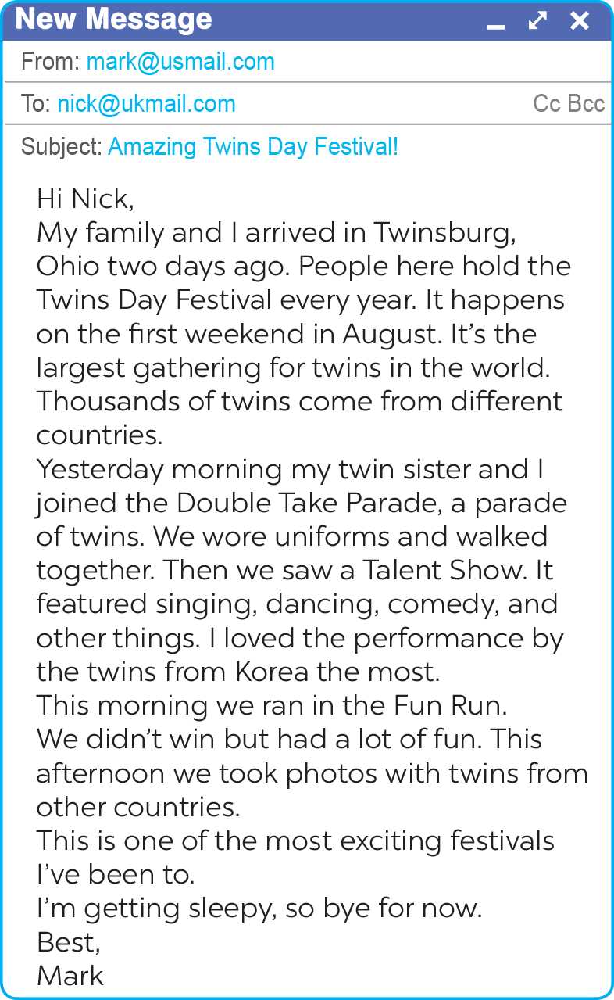 New Message
From: mark@usmail.com
To: nick@ukmail.com Cc Bcc
Subject: Amazing Twins Day Festival!
Hi Nick,
My family and I arrived in Twinsburg,
Ohio two days ago. People here hold the
Twins Day Festival every year. It happens
on the first weekend in August. It’s the
largest gathering for twins in the world.
Thousands of twins come from different
countries.
Yesterday morning my twin sister and I
joined the Double Take Parade, a parade
of twins. We wore uniforms and walked
together. Then we saw a Talent Show. It
featured singing, dancing, comedy, and
other things. I loved the performance by
the twins from Korea the most.
This morning we ran in the Fun Run.
We didn’t win but had a lot of fun. This
afternoon we took photos with twins from
other countries.
This is one of the most exciting festivals
I’ve been to.
I’m getting sleepy, so bye for now.
Best,
Mark